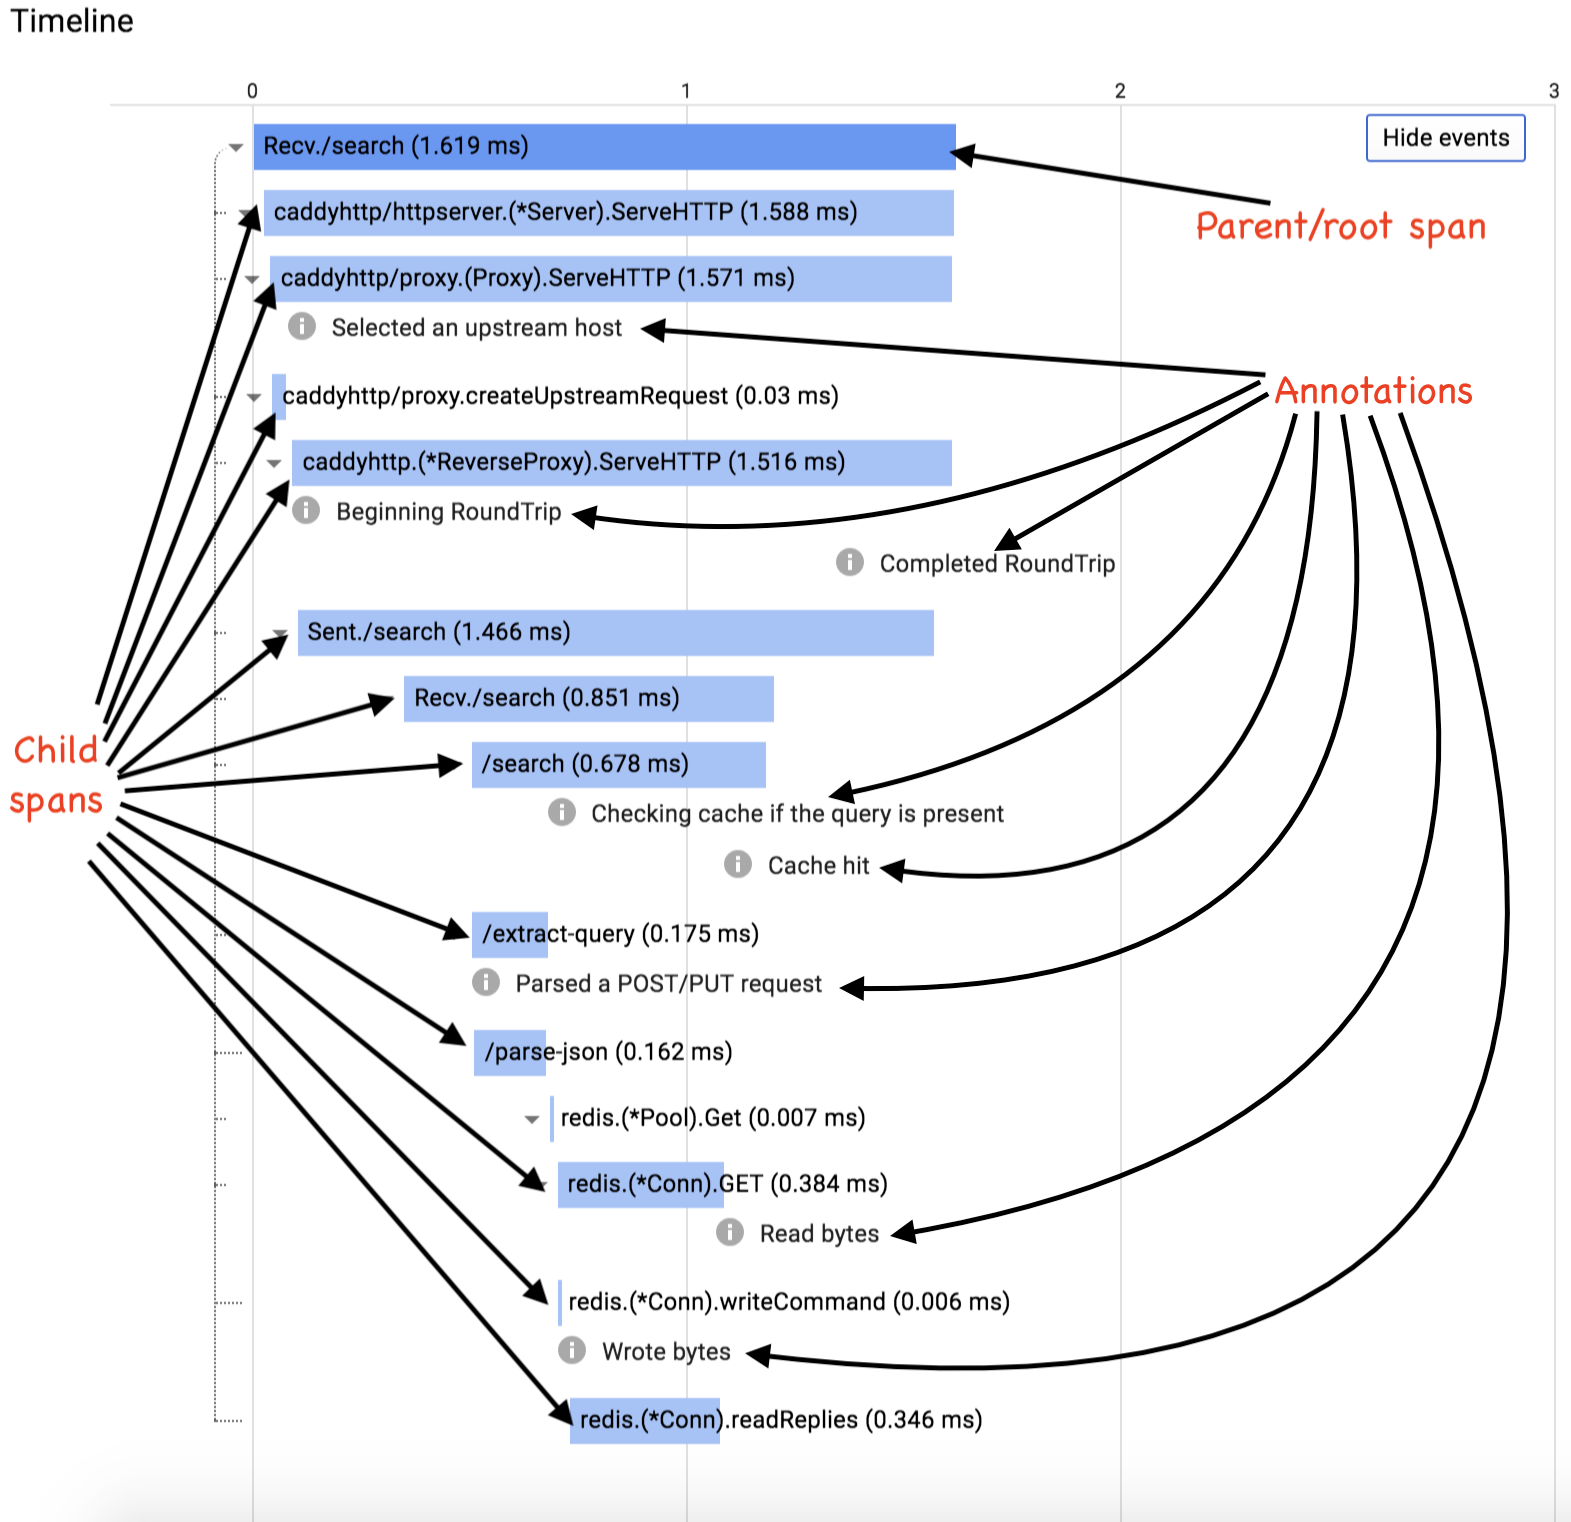 Timeline
0 1 2 3
Recv./search (1.619 ms)
Hide events
caddyhttp/httpserver.(*Server).ServeHTTP (1.588 ms)
Parent/root span
caddyhttp/proxy.(Proxy).ServeHTTP (1.571 ms)
Selected an upstream host
Annotations
caddyhttp/proxy.createUpstreamRequest (0.03 ms)
caddyhttp.(*ReverseProxy).ServeHTTP (1.516 ms)
Beginning RoundTrip
Completed RoundTrip
Sent./search (1.466 ms)
Recv./search (0.851 ms)
Child
spans
/search (0.678 ms)
Checking cache if the query is present
Cache hit
/extract-query (0.175 ms)
Parsed a POST/PUT request
/parse-json (0.162 ms)
redis.(*Pool).Get (0.007 ms)
redis.(*Conn).GET (0.384 ms)
Read bytes
redis.(*Conn).writeCommand (0.006 ms)
Wrote bytes
redis.(*Conn).readReplies (0.346 ms)